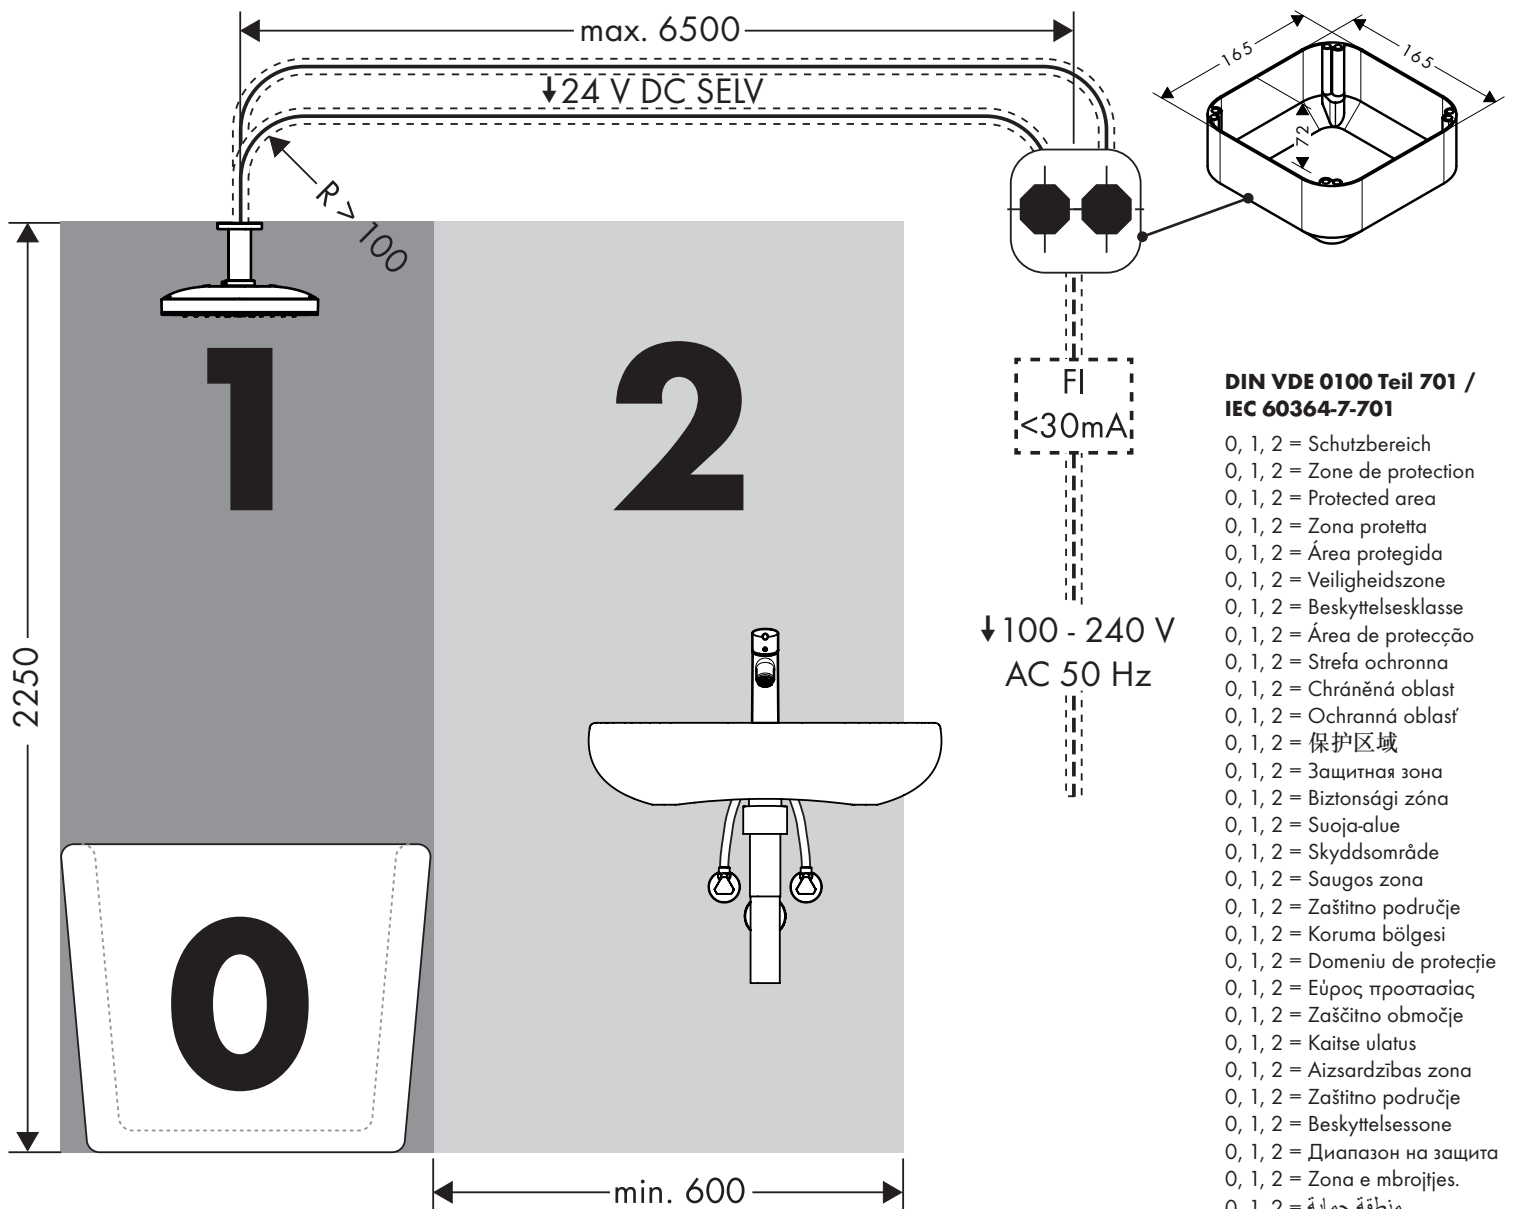 max. 6500
165
165
72
↓24 V DC SELV
R > 100
2250
1
2
0
FI
<30mA
↓100 - 240 V
AC 50 Hz
min. 600
DIN VDE 0100 Teil 701 /
IEC 60364-7-701
0, 1, 2 = Schutzbereich
0, 1, 2 = Zone de protection
0, 1, 2 = Protected area
0, 1, 2 = Zona protetta
0, 1, 2 = Área protegida
0, 1, 2 = Veiligheidszone
0, 1, 2 = Beskyttelsesklasse
0, 1, 2 = Área de protecção
0, 1, 2 = Strefa ochronna
0, 1, 2 = Chráněná oblast
0, 1, 2 = Ochranná oblasť
0, 1, 2 = 保护区域
0, 1, 2 = Защитная зона
0, 1, 2 = Biztonsági zóna
0, 1, 2 = Suoja-alue
0, 1, 2 = Skyddsområde
0, 1, 2 = Saugos zona
0, 1, 2 = Zaštitno područje
0, 1, 2 = Koruma bölgesi
0, 1, 2 = Domeniu de protecţie
0, 1, 2 = Εύρος προστασίας
0, 1, 2 = Zaščitno območje
0, 1, 2 = Kaitse ulatus
0, 1, 2 = Aizsardzības zona
0, 1, 2 = Zaštitno područje
0, 1, 2 = Beskyttelsessone
0, 1, 2 = Диапазон на защита
0, 1, 2 = Zona e mbrojtjes.
0, 1, 2 = منطقة حماية